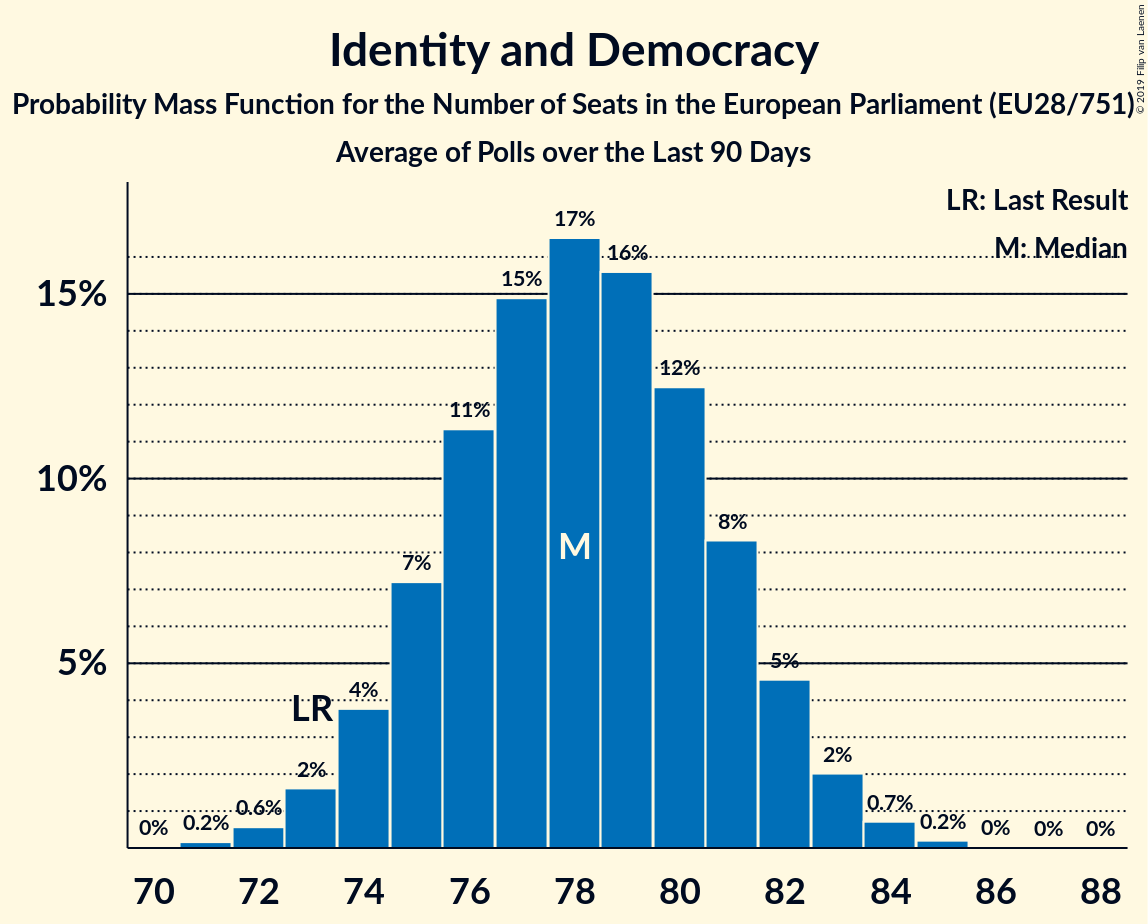 Identity and Democracy
Probability Mass Function for the Number of Seats in the European Parliament (EU28/751)
Average of Polls over the Last 90 Days
© 2019 Filip van Laenen
LR: Last Result
M: Median
15%
10%
5%
0%
0.2%
0.6%
2%
LR
4%
7%
11%
15%
17%
M
16%
12%
8%
5%
2%
0.7%
0.2%
0%
0%
0%
70 72 74 76 78 80 82 84 86 88